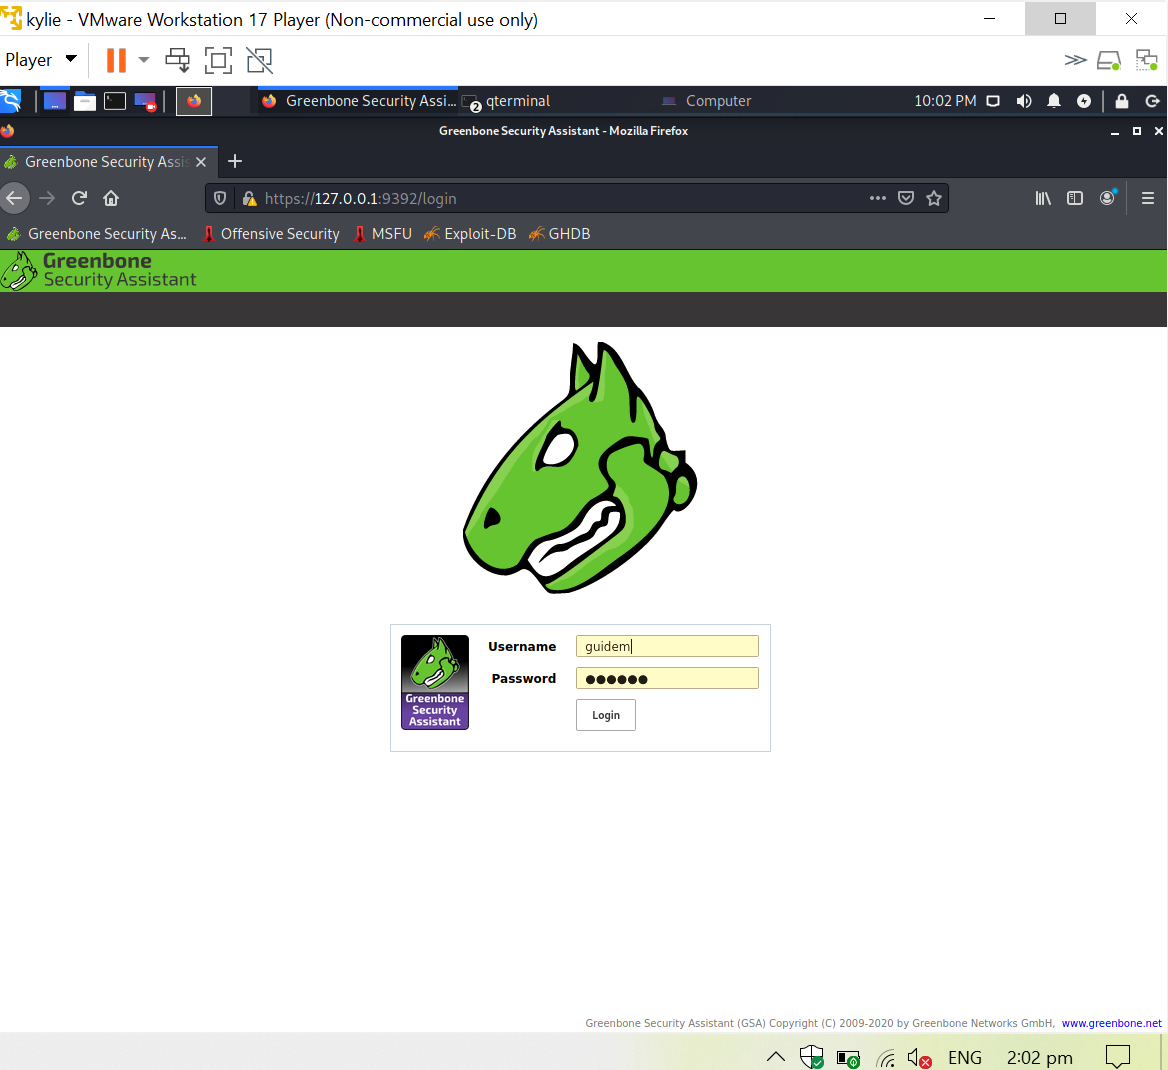 kylie - VMware Workstation 17 Player (Non-commercial use only)
Player
Greenbone Security Assi... 2 qterminal Computer 10:02 PM
Greenbone Security Assistant - Mozilla Firefox
Greenbone Security Assis
https://127.0.0.1:9392/login
Greenbone Security As... Offensive Security MSFU Exploit-DB GHDB
Greenbone
Security Assistant
Username guidem
Password ●●●●●●
Greenbone
Security
Assistant
Login
Greenbone Security Assistant (GSA) Copyright (C) 2009-2020 by Greenbone Networks GmbH, www.greenbone.net
ENG 2:02 pm